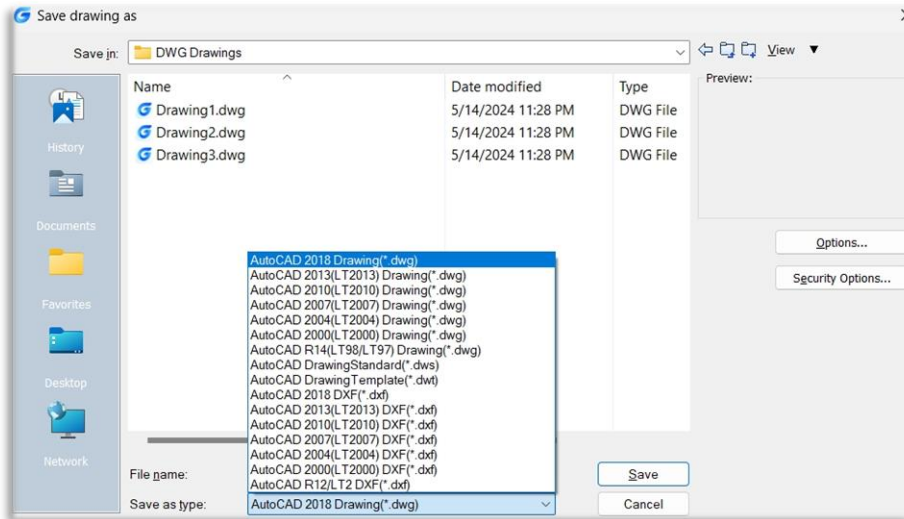 Save drawing as
Save in: DWG Drawings View
Name Date modified Type Preview:
Drawing1.dwg 5/14/2024 11:28 PM DWG File
Drawing2.dwg 5/14/2024 11:28 PM DWG File
Drawing3.dwg 5/14/2024 11:28 PM DWG File
History
Documents
Favorites
Desktop
Network
Options...
Security Options...
AutoCAD 2018 Drawing(*.dwg)
AutoCAD 2013(LT2013) Drawing(*.dwg)
AutoCAD 2010(LT2010) Drawing(*.dwg)
AutoCAD 2007(LT2007) Drawing(*.dwg)
AutoCAD 2004(LT2004) Drawing(*.dwg)
AutoCAD 2000(LT2000) Drawing(*.dwg)
AutoCAD R14(LT98/LT97) Drawing(*.dwg)
AutoCAD DrawingStandard(*.dws)
AutoCAD DrawingTemplate(*.dwt)
AutoCAD 2018 DXF(*.dxf)
AutoCAD 2013(LT2013) DXF(*.dxf)
AutoCAD 2010(LT2010) DXF(*.dxf)
AutoCAD 2007(LT2007) DXF(*.dxf)
AutoCAD 2004(LT2004) DXF(*.dxf)
AutoCAD 2000(LT2000) DXF(*.dxf)
AutoCAD R12/LT2 DXF(*.dxf)
File name: Save
Save as type: AutoCAD 2018 Drawing(*.dwg) Cancel